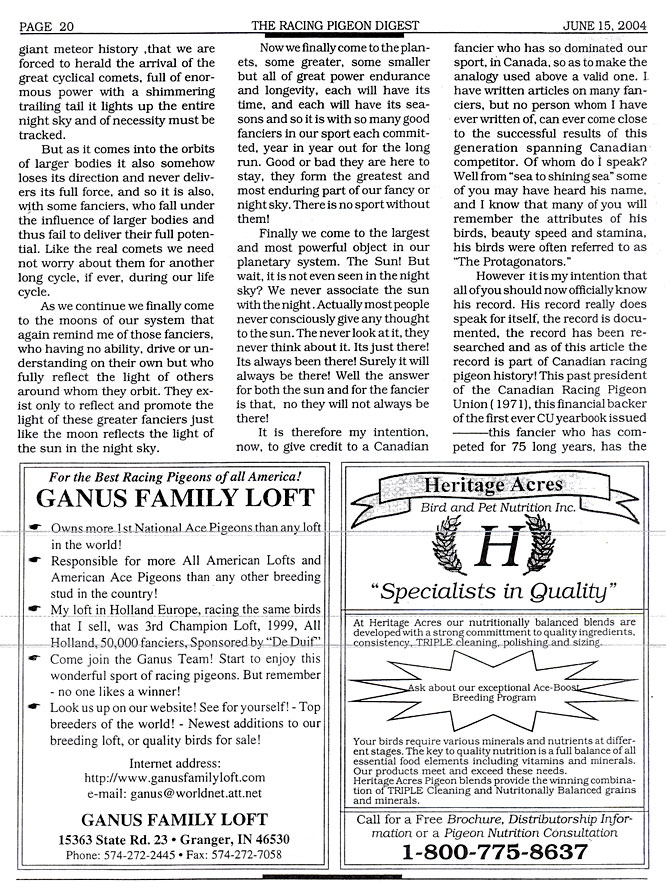 PAGE 20
THE RACING PIGEON DIGEST
JUNE 15, 2004
giant meteor history ,that we are
forced to herald the arrival of the
great cyclical comets, full of enor-
mous power with a shimmering
trailing tail it lights up the entire
night sky and of necessity must be
tracked.
But as it comes into the orbits
of larger bodies it also somehow
loses its direction and never deliv-
ers its full force, and so it is also,
with some fanciers, who fall under
the influence of larger bodies and
thus fail to deliver their full poten-
tial. Like the real comets we need
not worry about them for another
long cycle, if ever, during our life
cycle.
As we continue we finally come
to the moons of our system that
again remind me of those fanciers,
who having no ability, drive or un-
derstanding on their own but who
fully reflect the light of others
around whom they orbit. They ex-
ist only to reflect and promote the
light of these greater fanciers just
like the moon reflects the light of
the sun in the night sky.
Now we finally come to the plan-
ets, some greater, some smaller
but all of great power endurance
and longevity, each will have its
time, and each will have its sea-
sons and so it is with so many good
fanciers in our sport each commit-
ted, year in year out for the long
run. Good or bad they are here to
stay, they form the greatest and
most enduring part of our fancy or
night sky. There is no sport without
them!
Finally we come to the largest
and most powerful object in our
planetary system. The Sun! But
wait, it is not even seen in the night
sky? We never associate the sun
with the night. Actually most people
never consciously give any thought
to the sun. The never look at it, they
never think about it. Its just there!
Its always been there! Surely it will
always be there! Well the answer
for both the sun and for the fancier
is that, no they will not always be
there!
It is therefore my intention,
now, to give credit to a Canadian
fancier who has so dominated our
sport, in Canada, so as to make the
analogy used above a valid one. I
have written articles on many fan-
ciers, but no person whom I have
ever written of, can ever come close
to the successful results of this
generation spanning Canadian
competitor. Of whom do i speak?
Well from "sea to shining sea" some
of you may have heard his name,
and I know that many of you will
remember the attributes of his
birds, beauty speed and stamina,
his birds were often referred to as
"The Protagonators."
However it is my intention that
all of you should now officially know
his record. His record really does
speak for itself, the record is docu-
mented, the record has been re-
searched and as of this article the
record is part of Canadian racing
pigeon history! This past president
of the Canadian Racing Pigeon
Union (1971), this financial backer
of the first ever CU yearbook issued
——this fancier who has com-
peted for 75 long years, has the
For the Best Racing Pigeons of all America!
GANUS FAMILY LOFT
☛ Owns more 1st National Ace Pigeons than any loft
in the world!
☛ Responsible for more All American Lofts and
American Ace Pigeons than any other breeding
stud in the country!
☛ My loft in Holland Europe, racing the same birds
that I sell, was 3rd Champion Loft, 1999, All
Holland, 50,000 fanciers, Sponsored by "De Duif"
☛ Come join the Ganus Team! Start to enjoy this
wonderful sport of racing pigeons. But remember
- no one likes a winner!
☛ Look us up on our website! See for yourself! - Top
breeders of the world! - Newest additions to our
breeding loft, or quality birds for sale!
Internet address:
http://www.ganusfamilyloft.com
e-mail: ganus@worldnet.att.net
GANUS FAMILY LOFT
15363 State Rd. 23 • Granger, IN 46530
Phone: 574-272-2445 • Fax: 574-272-7058
Heritage Acres
Bird and Pet Nutrition Inc.
H
"Specialists in Quality"
At Heritage Acres our nutritionally balanced blends are
developed with a strong committment to quality ingredients,
consistency, TRIPLE cleaning, polishing and sizing.
Ask about our exceptional Ace-Boost
Breeding Program
Your birds require various minerals and nutrients at differ-
ent stages. The key to quality nutrition is a full balance of all
essential food elements including vitamins and minerals.
Our products meet and exceed these needs.
Heritage Acres Pigeon blends provide the winning combina-
tion of TRIPLE Cleaning and Nutritonally Balanced grains
and minerals.
Call for a Free Brochure, Distributorship Infor-
mation or a Pigeon Nutrition Consultation
1-800-775-8637